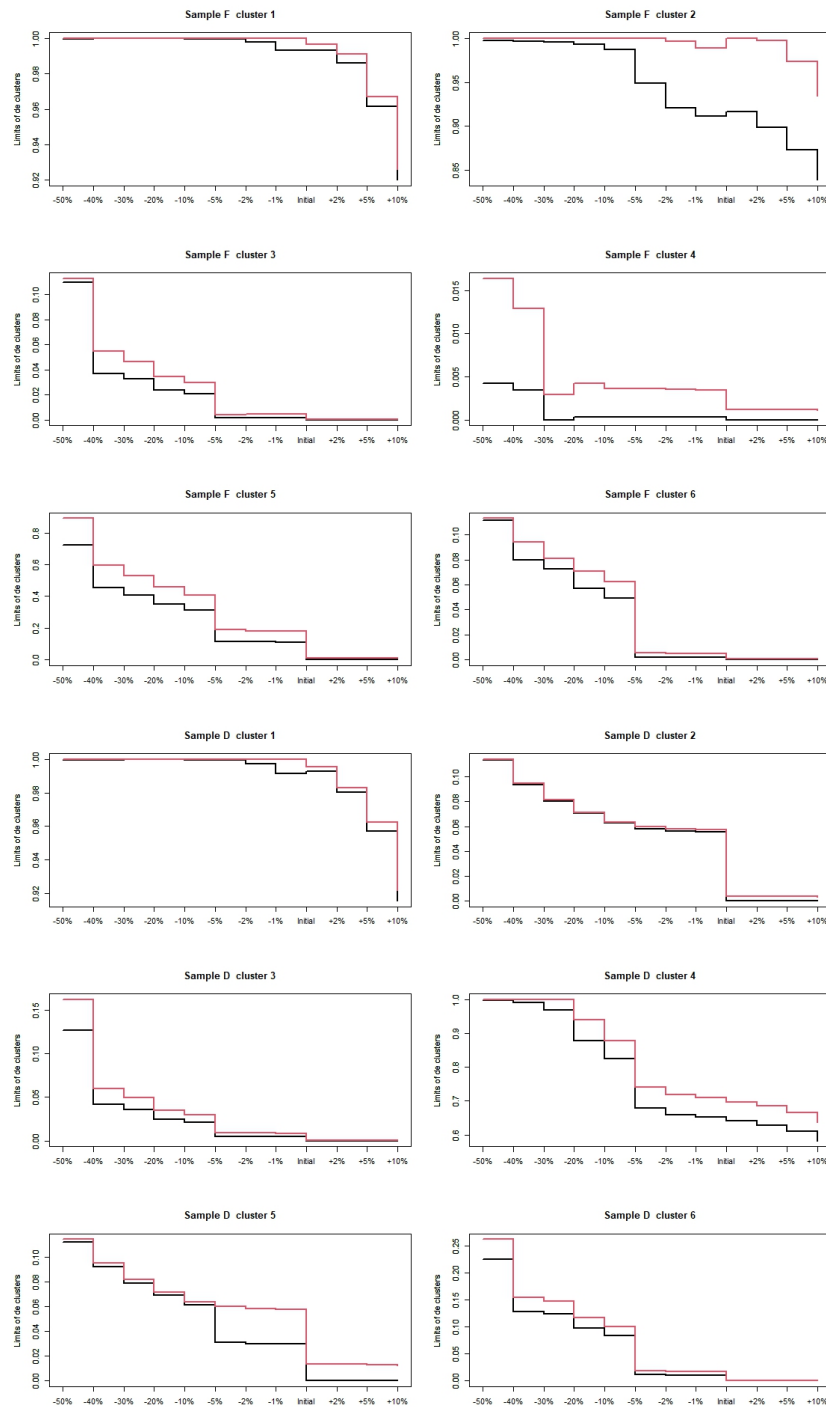 Sample F cluster 1
Limits of de clusters
1.00
0.98
0.96
0.94
0.92
-50% -40% -30% -20% -10% -5% -2% -1% Initial +2% +5% +10%
Sample F cluster 2
Limits of de clusters
1.00
0.95
0.90
0.85
-50% -40% -30% -20% -10% -5% -2% -1% Initial +2% +5% +10%
Sample F cluster 3
Limits of de clusters
0.10
0.08
0.06
0.04
0.02
0.00
-50% -40% -30% -20% -10% -5% -2% -1% Initial +2% +5% +10%
Sample F cluster 4
Limits of de clusters
0.015
0.010
0.005
0.000
-50% -40% -30% -20% -10% -5% -2% -1% Initial +2% +5% +10%
Sample F cluster 5
Limits of de clusters
0.8
0.6
0.4
0.2
0.0
-50% -40% -30% -20% -10% -5% -2% -1% Initial +2% +5% +10%
Sample F cluster 6
Limits of de clusters
0.10
0.08
0.06
0.04
0.02
0.00
-50% -40% -30% -20% -10% -5% -2% -1% Initial +2% +5% +10%
Sample D cluster 1
Limits of de clusters
1.00
0.98
0.96
0.94
0.92
-50% -40% -30% -20% -10% -5% -2% -1% Initial +2% +5% +10%
Sample D cluster 2
Limits of de clusters
0.10
0.08
0.06
0.04
0.02
0.00
-50% -40% -30% -20% -10% -5% -2% -1% Initial +2% +5% +10%
Sample D cluster 3
Limits of de clusters
0.15
0.10
0.05
0.00
-50% -40% -30% -20% -10% -5% -2% -1% Initial +2% +5% +10%
Sample D cluster 4
Limits of de clusters
1.0
0.9
0.8
0.7
0.6
-50% -40% -30% -20% -10% -5% -2% -1% Initial +2% +5% +10%
Sample D cluster 5
Limits of de clusters
0.10
0.08
0.06
0.04
0.02
0.00
-50% -40% -30% -20% -10% -5% -2% -1% Initial +2% +5% +10%
Sample D cluster 6
Limits of de clusters
0.25
0.20
0.15
0.10
0.05
0.00
-50% -40% -30% -20% -10% -5% -2% -1% Initial +2% +5% +10%